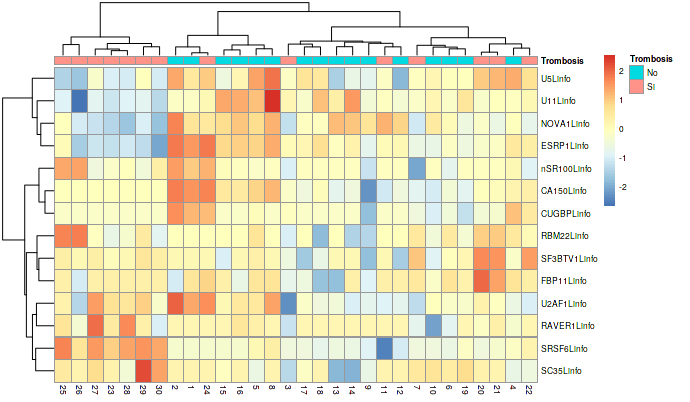 Trombosis
Trombosis
No
Si
2
1
0
-1
-2
U5Linfo
U11Linfo
NOVA1Linfo
ESRP1Linfo
nSR100Linfo
CA150Linfo
CUGBPLinfo
RBM22Linfo
SF3BTV1Linfo
FBP11Linfo
U2AF1Linfo
RAVER1Linfo
SRSF6Linfo
SC35Linfo
25 26 27 23 28 29 30 2 1 24 15 16 5 8 3 17 18 13 14 9 11 12 7 10 6 19 20 21 4 22